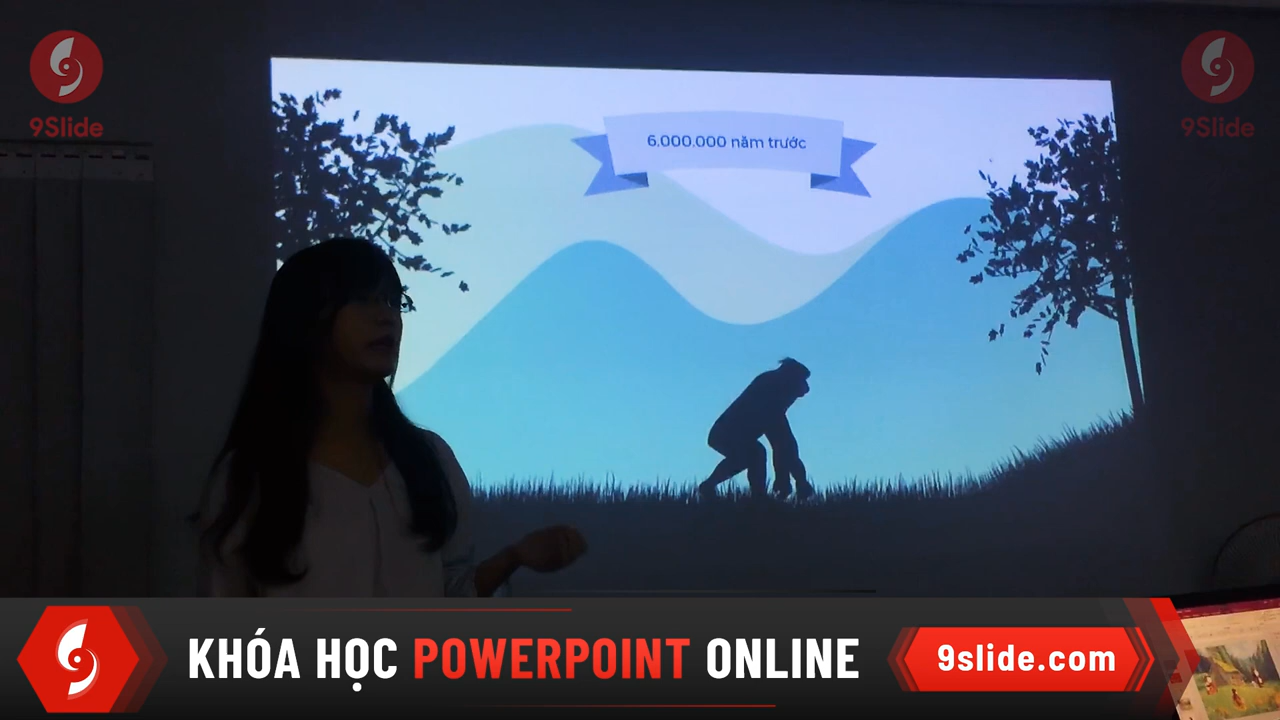 9Slide
9Slide
6.000.000 năm trước
KHÓA HỌC POWERPOINT ONLINE
9slide.com